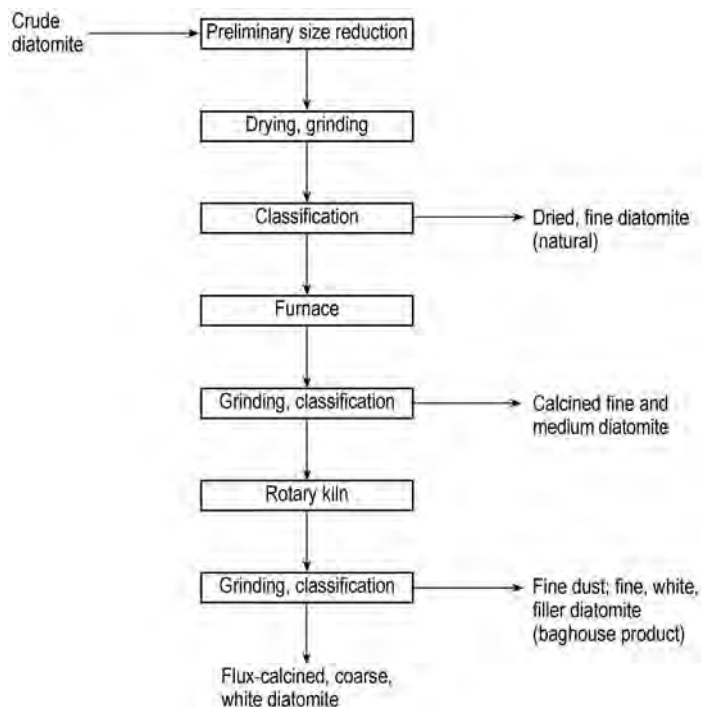 Crude
diatomite
Preliminary size reduction
Drying, grinding
Classification
Dried, fine diatomite
(natural)
Furnace
Grinding, classification
Calcined fine and
medium diatomite
Rotary kiln
Grinding, classification
Fine dust; fine, white,
filler diatomite
(baghouse product)
Flux-calcined, coarse,
white diatomite